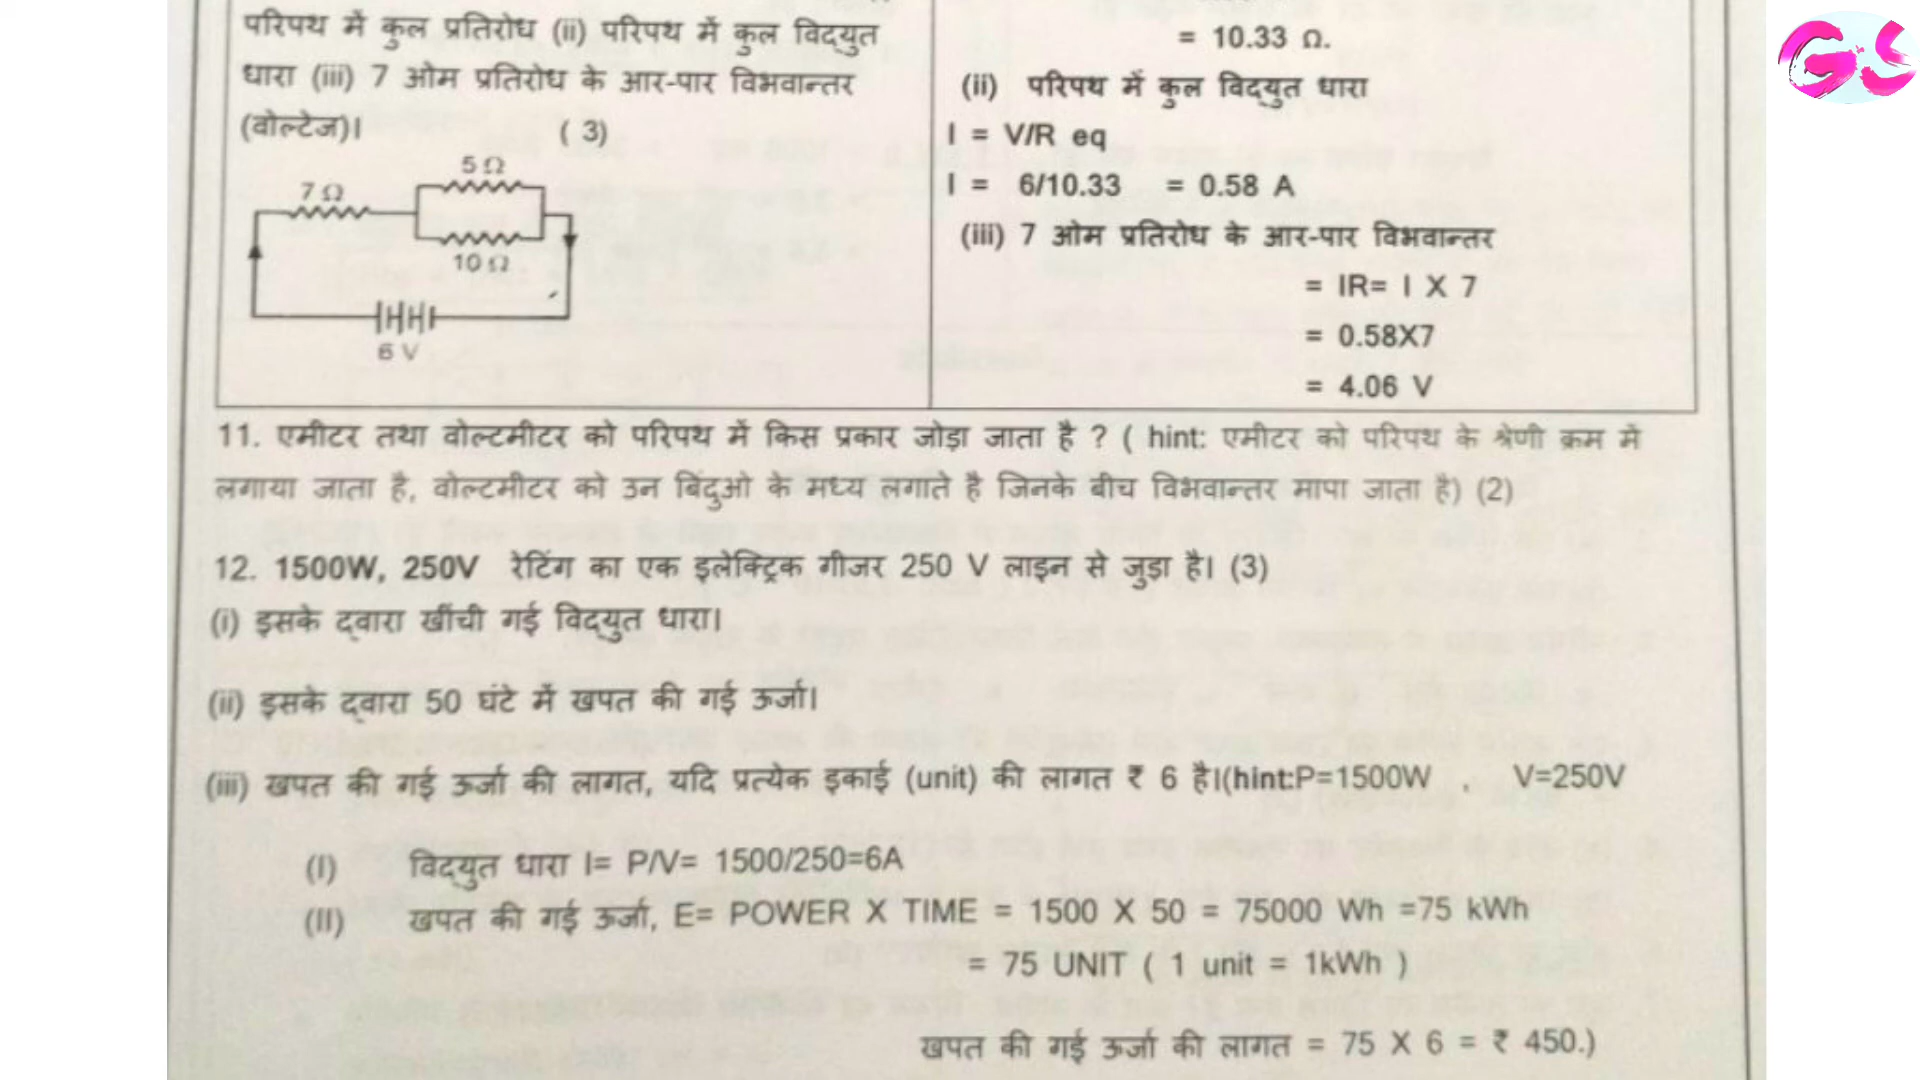 परिपथ में कुल प्रतिरोध (ii) परिपथ में कुल विद्युत
धारा (iii) 7 ओम प्रतिरोध के आर-पार विभवान्तर
(वोल्टेज)। ( 3)
5 Ω
7 Ω
10 Ω
6 V
= 10.33 Ω.
(ii) परिपथ में कुल विद्युत धारा
I = V/R eq
I = 6/10.33 = 0.58 A
(iii) 7 ओम प्रतिरोध के आर-पार विभवान्तर
= IR= I X 7
= 0.58X7
= 4.06 V
11. एमीटर तथा वोल्टमीटर को परिपथ में किस प्रकार जोड़ा जाता है ? ( hint: एमीटर को परिपथ के श्रेणी क्रम में
लगाया जाता है, वोल्टमीटर को उन बिंदुओ के मध्य लगाते है जिनके बीच विभवान्तर मापा जाता है) (2)
12. 1500W, 250V रेटिंग का एक इलेक्ट्रिक गीजर 250 V लाइन से जुड़ा है। (3)
(i) इसके द्वारा खींची गई विद्युत धारा।
(ii) इसके द्वारा 50 घंटे में खपत की गई ऊर्जा।
(iii) खपत की गई ऊर्जा की लागत, यदि प्रत्येक इकाई (unit) की लागत ₹ 6 है।(hint:P=1500W , V=250V
(I) विद्युत धारा I= P/V= 1500/250=6A
(II) खपत की गई ऊर्जा, E= POWER X TIME = 1500 X 50 = 75000 Wh =75 kWh
= 75 UNIT ( 1 unit = 1kWh )
खपत की गई ऊर्जा की लागत = 75 X 6 = ₹ 450.)
GS